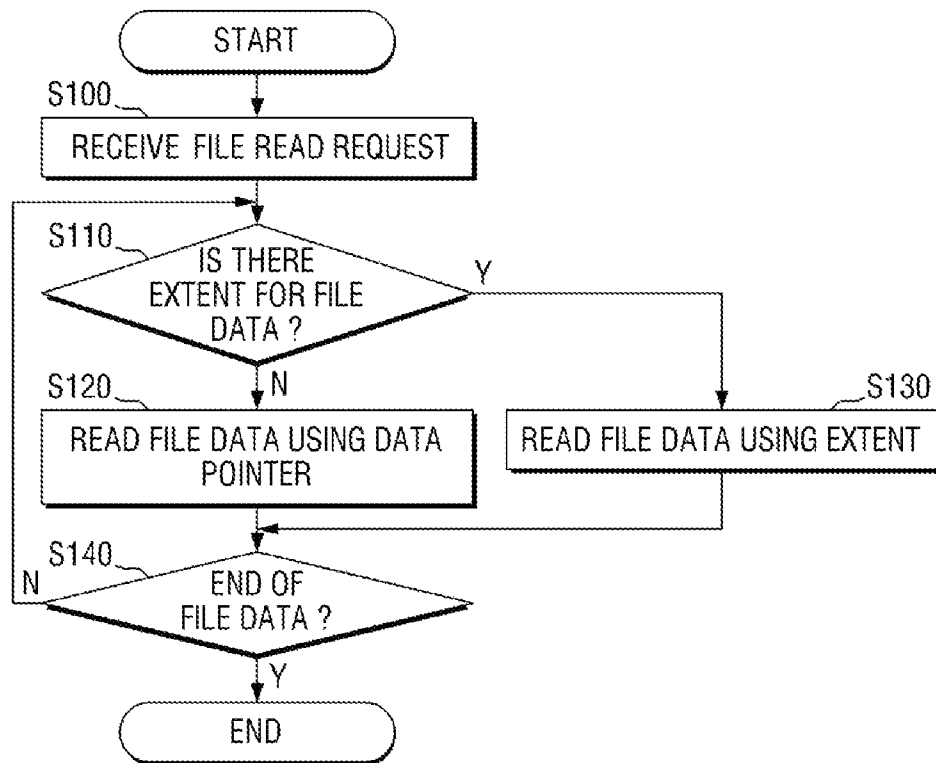 START
S100
RECEIVE FILE READ REQUEST
S110
IS THERE
EXTENT FOR FILE
DATA ?
Y
N
S120
READ FILE DATA USING DATA
POINTER
S130
READ FILE DATA USING EXTENT
S140
END OF
FILE DATA ?
N
Y
END